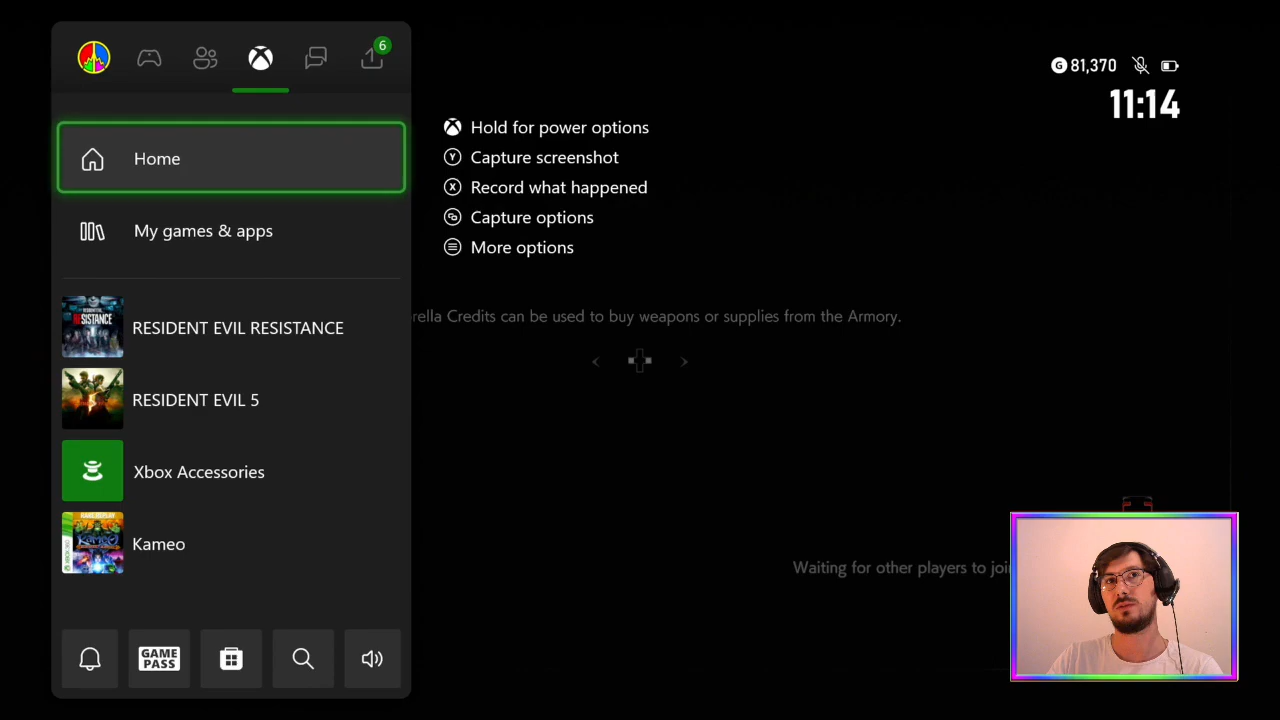 6
G 81,370
11:14
Hold for power options
Y Capture screenshot
X Record what happened
Capture options
More options
Home
My games & apps
RESIDENT EVIL RESISTANCE
RESIDENT EVIL 5
Xbox Accessories
Kameo
Credits can be used to buy weapons or supplies from the Armory.
Waiting for other players to
GAME
PASS